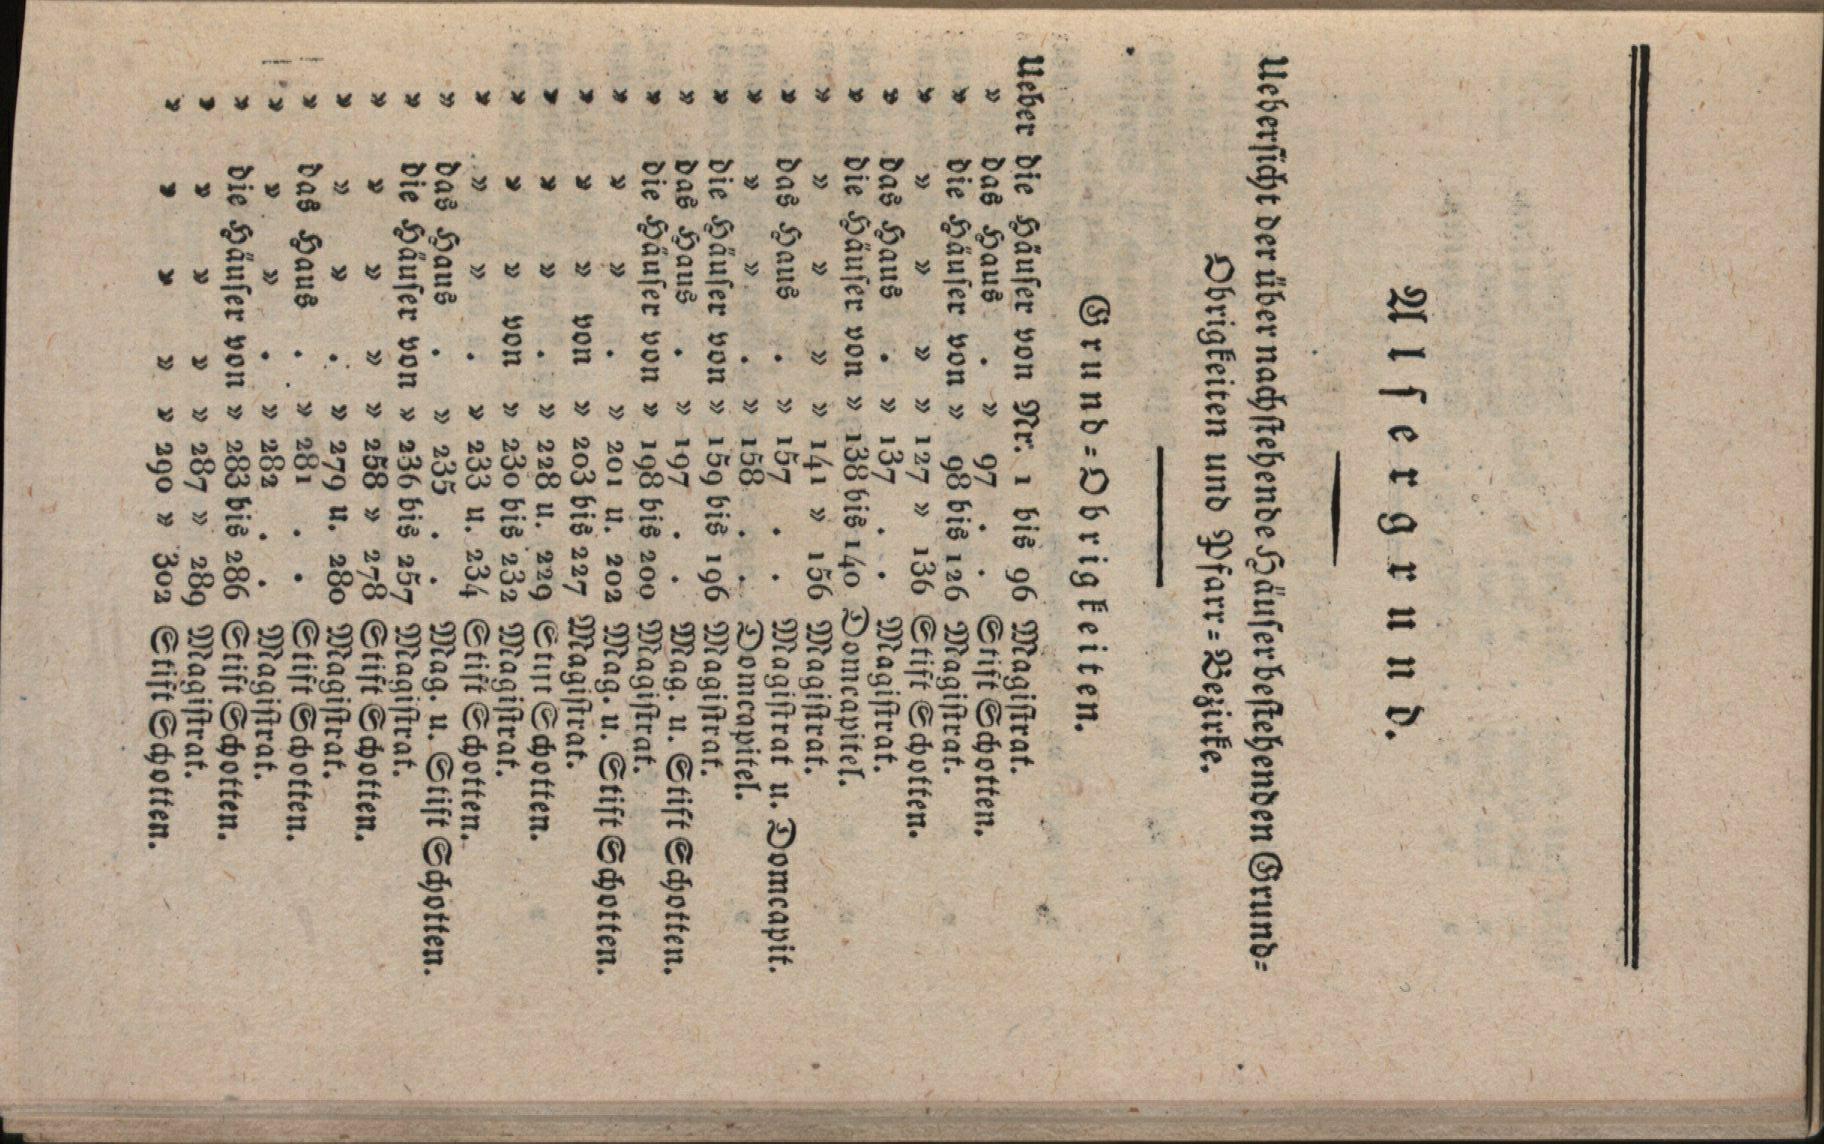 Alsergrund.
Uebersicht der über nachstehende Häuser bestehenden Grund=
Obrigkeiten und Pfarr=Bezirke.
Grund=Obrigkeiten.
Ueber die Häuser von Nr. 1 bis 96 Magistrat.
» das Haus . » 97 . . Stift Schotten.
» die Häuser von » 98 bis 126 Magistrat.
» » » » » 127 » 136 Stift Schotten.
» das Haus . » 137 . . Magistrat.
» die Häuser von » 138 bis 140 Domcapitel.
» » » » » 141 » 156 Magistrat.
» das Haus . » 157 . . Magistrat u. Domcapit.
» » » . » 158 . . Domcapitel.
» die Häuser von » 159 bis 196 Magistrat.
» das Haus . » 197 . . Mag. u. Stift Schotten.
» die Häuser von » 198 bis 200 Magistrat.
» » » . » 201 u. 202 Mag. u. Stift Schotten.
» » » von » 203 bis 227 Magistrat.
» » » . » 228 u. 229 Stift Schotten.
» » » von » 230 bis 232 Magistrat.
» » » . » 233 u. 234 Stift Schotten.
» das Haus . » 235 . . Mag. u. Stift Schotten.
» die Häuser von » 236 bis 257 Magistrat.
» » » » » 258 » 278 Stift Schotten.
» » » . » 279 u. 280 Magistrat.
» das Haus . » 281 . . Stift Schotten.
» » » . » 282 . . Magistrat.
» die Häuser von » 283 bis 286 Stift Schotten.
» » » » » 287 » 289 Magistrat.
» » » » » 290 » 302 Stift Schotten.